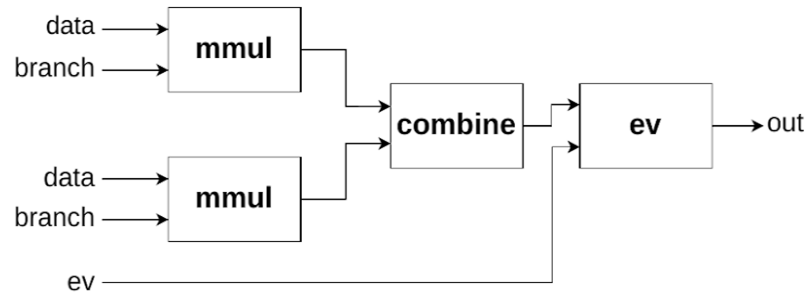 data
branch
mmul
combine
ev
out
data
branch
mmul
ev